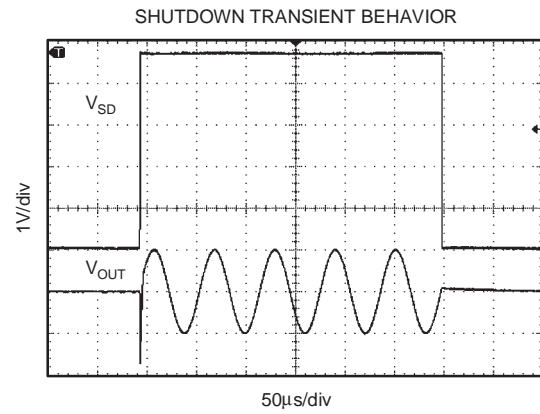 SHUTDOWN TRANSIENT BEHAVIOR
T
V_SD
1V/div
V_OUT
50μs/div